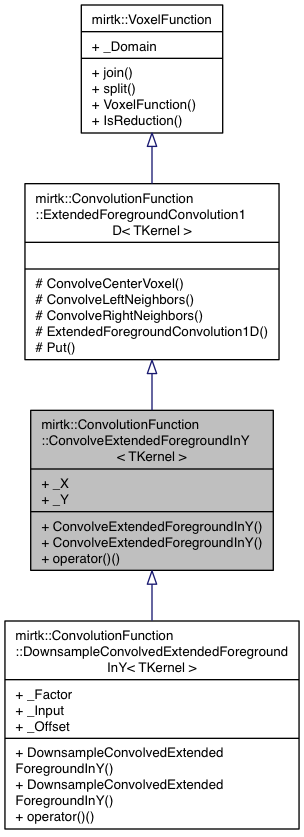 mirtk::VoxelFunction
+ _Domain
+ join()
+ split()
+ VoxelFunction()
+ IsReduction()
mirtk::ConvolutionFunction
::ExtendedForegroundConvolution1
D< TKernel >
# ConvolveCenterVoxel()
# ConvolveLeftNeighbors()
# ConvolveRightNeighbors()
# ExtendedForegroundConvolution1D()
# Put()
mirtk::ConvolutionFunction
::ConvolveExtendedForegroundInY
< TKernel >
+ _X
+ _Y
+ ConvolveExtendedForegroundInY()
+ ConvolveExtendedForegroundInY()
+ operator()()
mirtk::ConvolutionFunction
::DownsampleConvolvedExtendedForeground
InY< TKernel >
+ _Factor
+ _Input
+ _Offset
+ DownsampleConvolvedExtended
ForegroundInY()
+ DownsampleConvolvedExtended
ForegroundInY()
+ operator()()